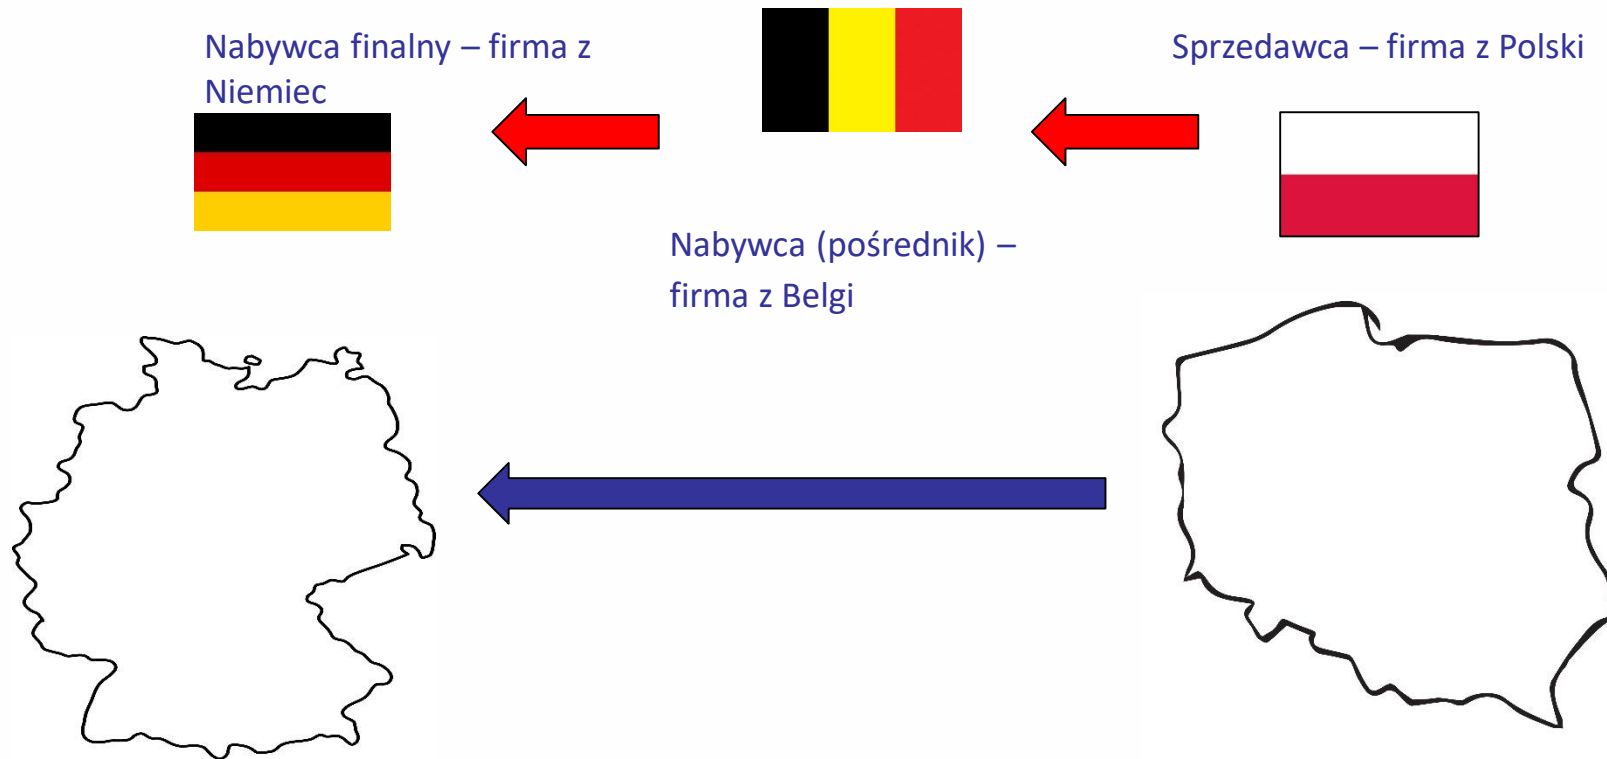 Nabywca finalny – firma z
Niemiec
Sprzedawca – firma z Polski
Nabywca (pośrednik) –
firma z Belgi